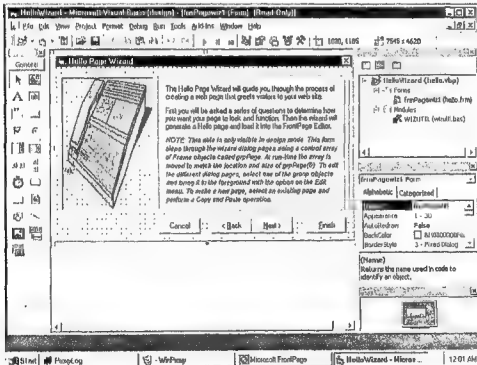 HelloWizard - Microsoft Visual Basic [design] - [frmPagewiz1 (Form) (Read Only)]
File Edit View Project Format Debug Run Tools Add-Ins Window Help
1080, 1185
7545 x 4620
General
Hello Page Wizard
The Hello Page Wizard will guide you through the process of
creating a web page that greets visitors to your web site.
First you will be asked a series of questions to determine how
you want your page to look and function. Then the wizard will
generate a Hello page and load it into the FrontPage Editor.
NOTE: This
is only visible in design mode. This form
steps through the wizard dialog pages using a control array
of Frame objects called grpPage. At run-time the array is
moved to match the location and size of grpPage(0). To edit
the different dialog pages, select one of the group objects
and bring it to the foreground with the option on the Edit
menu. To make a new page, select an existing page and
perform a Copy and Paste operation.
Cancel
< Back
Next >
Finish
HelloWizard (hello.vbp)
Forms
frmPagewiz1 (hello.frm)
Modules
WIZUTIL (wizutil.bas)
frmPagewiz1 Form
Alphabetic
Categorized
Appearance
1 - 3D
AutoRedraw
False
BackColor
BorderStyle
3 - Fixed Dialog
(Name)
Returns the name used in code to
identify an object.
Start
ProxyLog
- WinProxy
Microsoft FrontPage
HelloWizard - Micros ...
12:01 AM